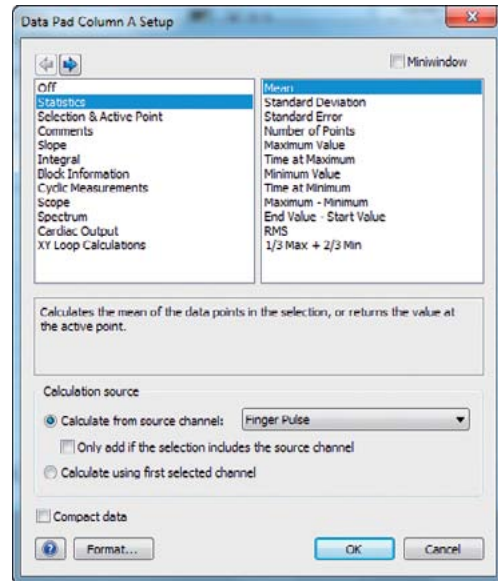 Data Pad Column A Setup
Miniwindow
Off
Statistics
Selection & Active Point
Comments
Slope
Integral
Block Information
Cyclic Measurements
Scope
Spectrum
Cardiac Output
XY Loop Calculations
Mean
Standard Deviation
Standard Error
Number of Points
Maximum Value
Time at Maximum
Minimum Value
Time at Minimum
Maximum - Minimum
End Value - Start Value
RMS
1/3 Max + 2/3 Min
Calculates the mean of the data points in the selection, or returns the value at
the active point.
Calculation source
Calculate from source channel: Finger Pulse
Only add if the selection includes the source channel
Calculate using first selected channel
Compact data
Format... OK Cancel